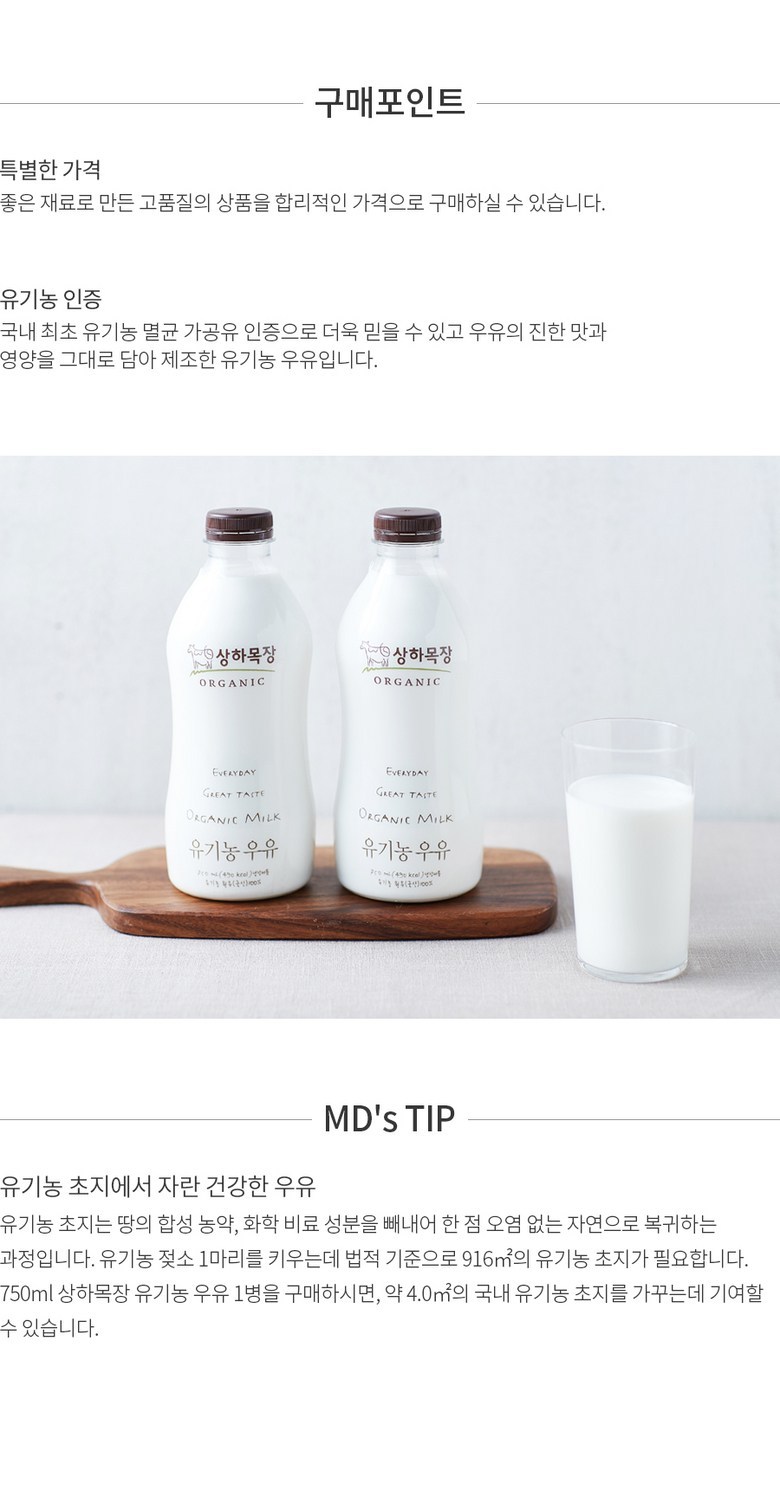 구매포인트
특별한 가격
좋은 재료로 만든 고품질의 상품을 합리적인 가격으로 구매하실 수 있습니다.
유기농 인증
국내 최초 유기농 멸균 가공유 인증으로 더욱 믿을 수 있고 우유의 진한 맛과
영양을 그대로 담아 제조한 유기농 우유입니다.
상하목장
ORGANIC
EVERYDAY
GREAT TASTE
ORGANIC MILK
유기농 우유
상하목장
ORGANIC
EVERYDAY
GREAT TASTE
ORGANIC MILK
유기농 우유
MD's TIP
유기농 초지에서 자란 건강한 우유
유기농 초지는 땅의 합성 농약, 화학 비료 성분을 빼내어 한 점 오염 없는 자연으로 복귀하는
과정입니다. 유기농 젖소 1마리를 키우는데 법적 기준으로 916㎡의 유기농 초지가 필요합니다.
750ml 상하목장 유기농 우유 1병을 구매하시면, 약 4.0㎡의 국내 유기농 초지를 가꾸는데 기여할
수 있습니다.